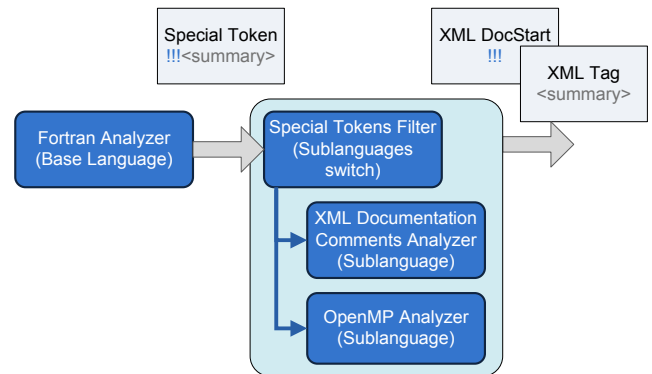 Special Token
!!!<summary>
XML DocStart
!!!
XML Tag
<summary>
Fortran Analyzer
(Base Language)
Special Tokens Filter
(Sublanguages
switch)
XML Documentation
Comments Analyzer
(Sublanguage)
OpenMP Analyzer
(Sublanguage)